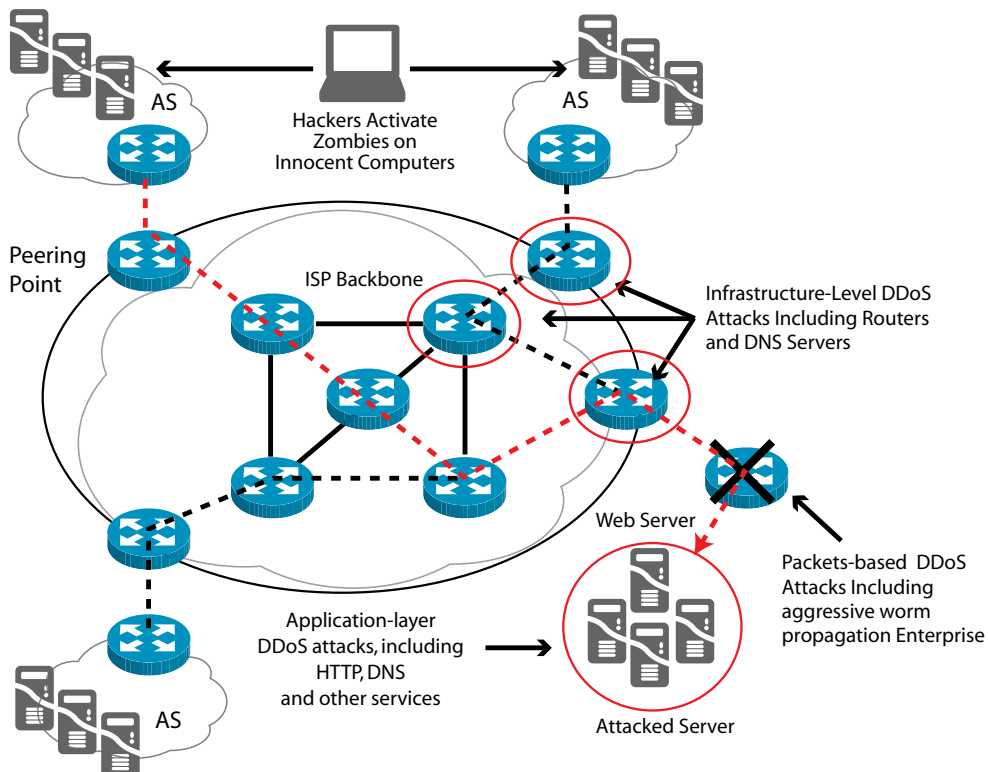 AS
Hackers Activate
Zombies on
Innocent Computers
AS
Peering
Point
ISP Backbone
Infrastructure-Level DDoS
Attacks Including Routers
and DNS Servers
Web Server
Packets-based DDoS
Attacks Including
aggressive worm
propagation Enterprise
Application-layer
DDoS attacks, including
HTTP, DNS
and other services
AS
Attacked Server